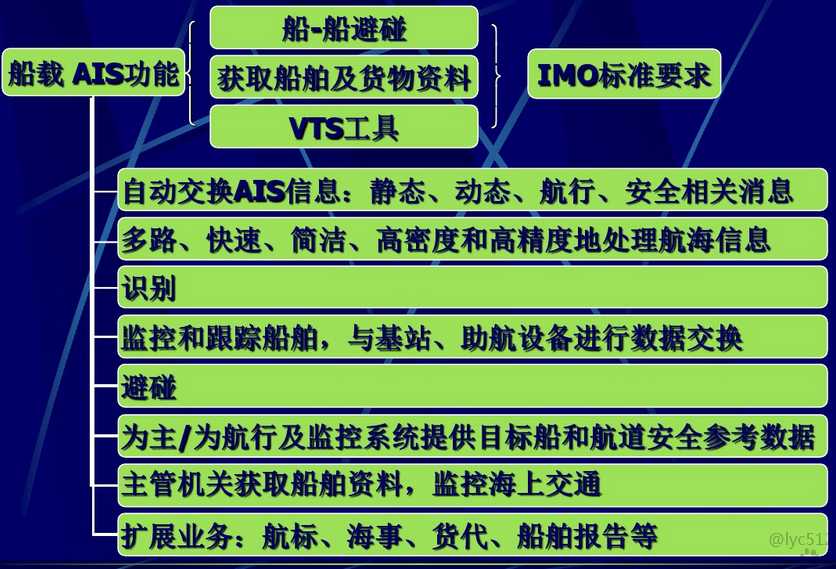 船-船避碰
船载 AIS功能
获取船舶及货物资料
IMO标准要求
VTS工具
自动交换AIS信息：静态、动态、航行、安全相关消息
多路、快速、简洁、高密度和高精度地处理航海信息
识别
监控和跟踪船舶，与基站、助航设备进行数据交换
避碰
为主/为航行及监控系统提供目标船和航道安全参考数据
主管机关获取船舶资料，监控海上交通
扩展业务：航标、海事、货代、船舶报告等
@lyc512